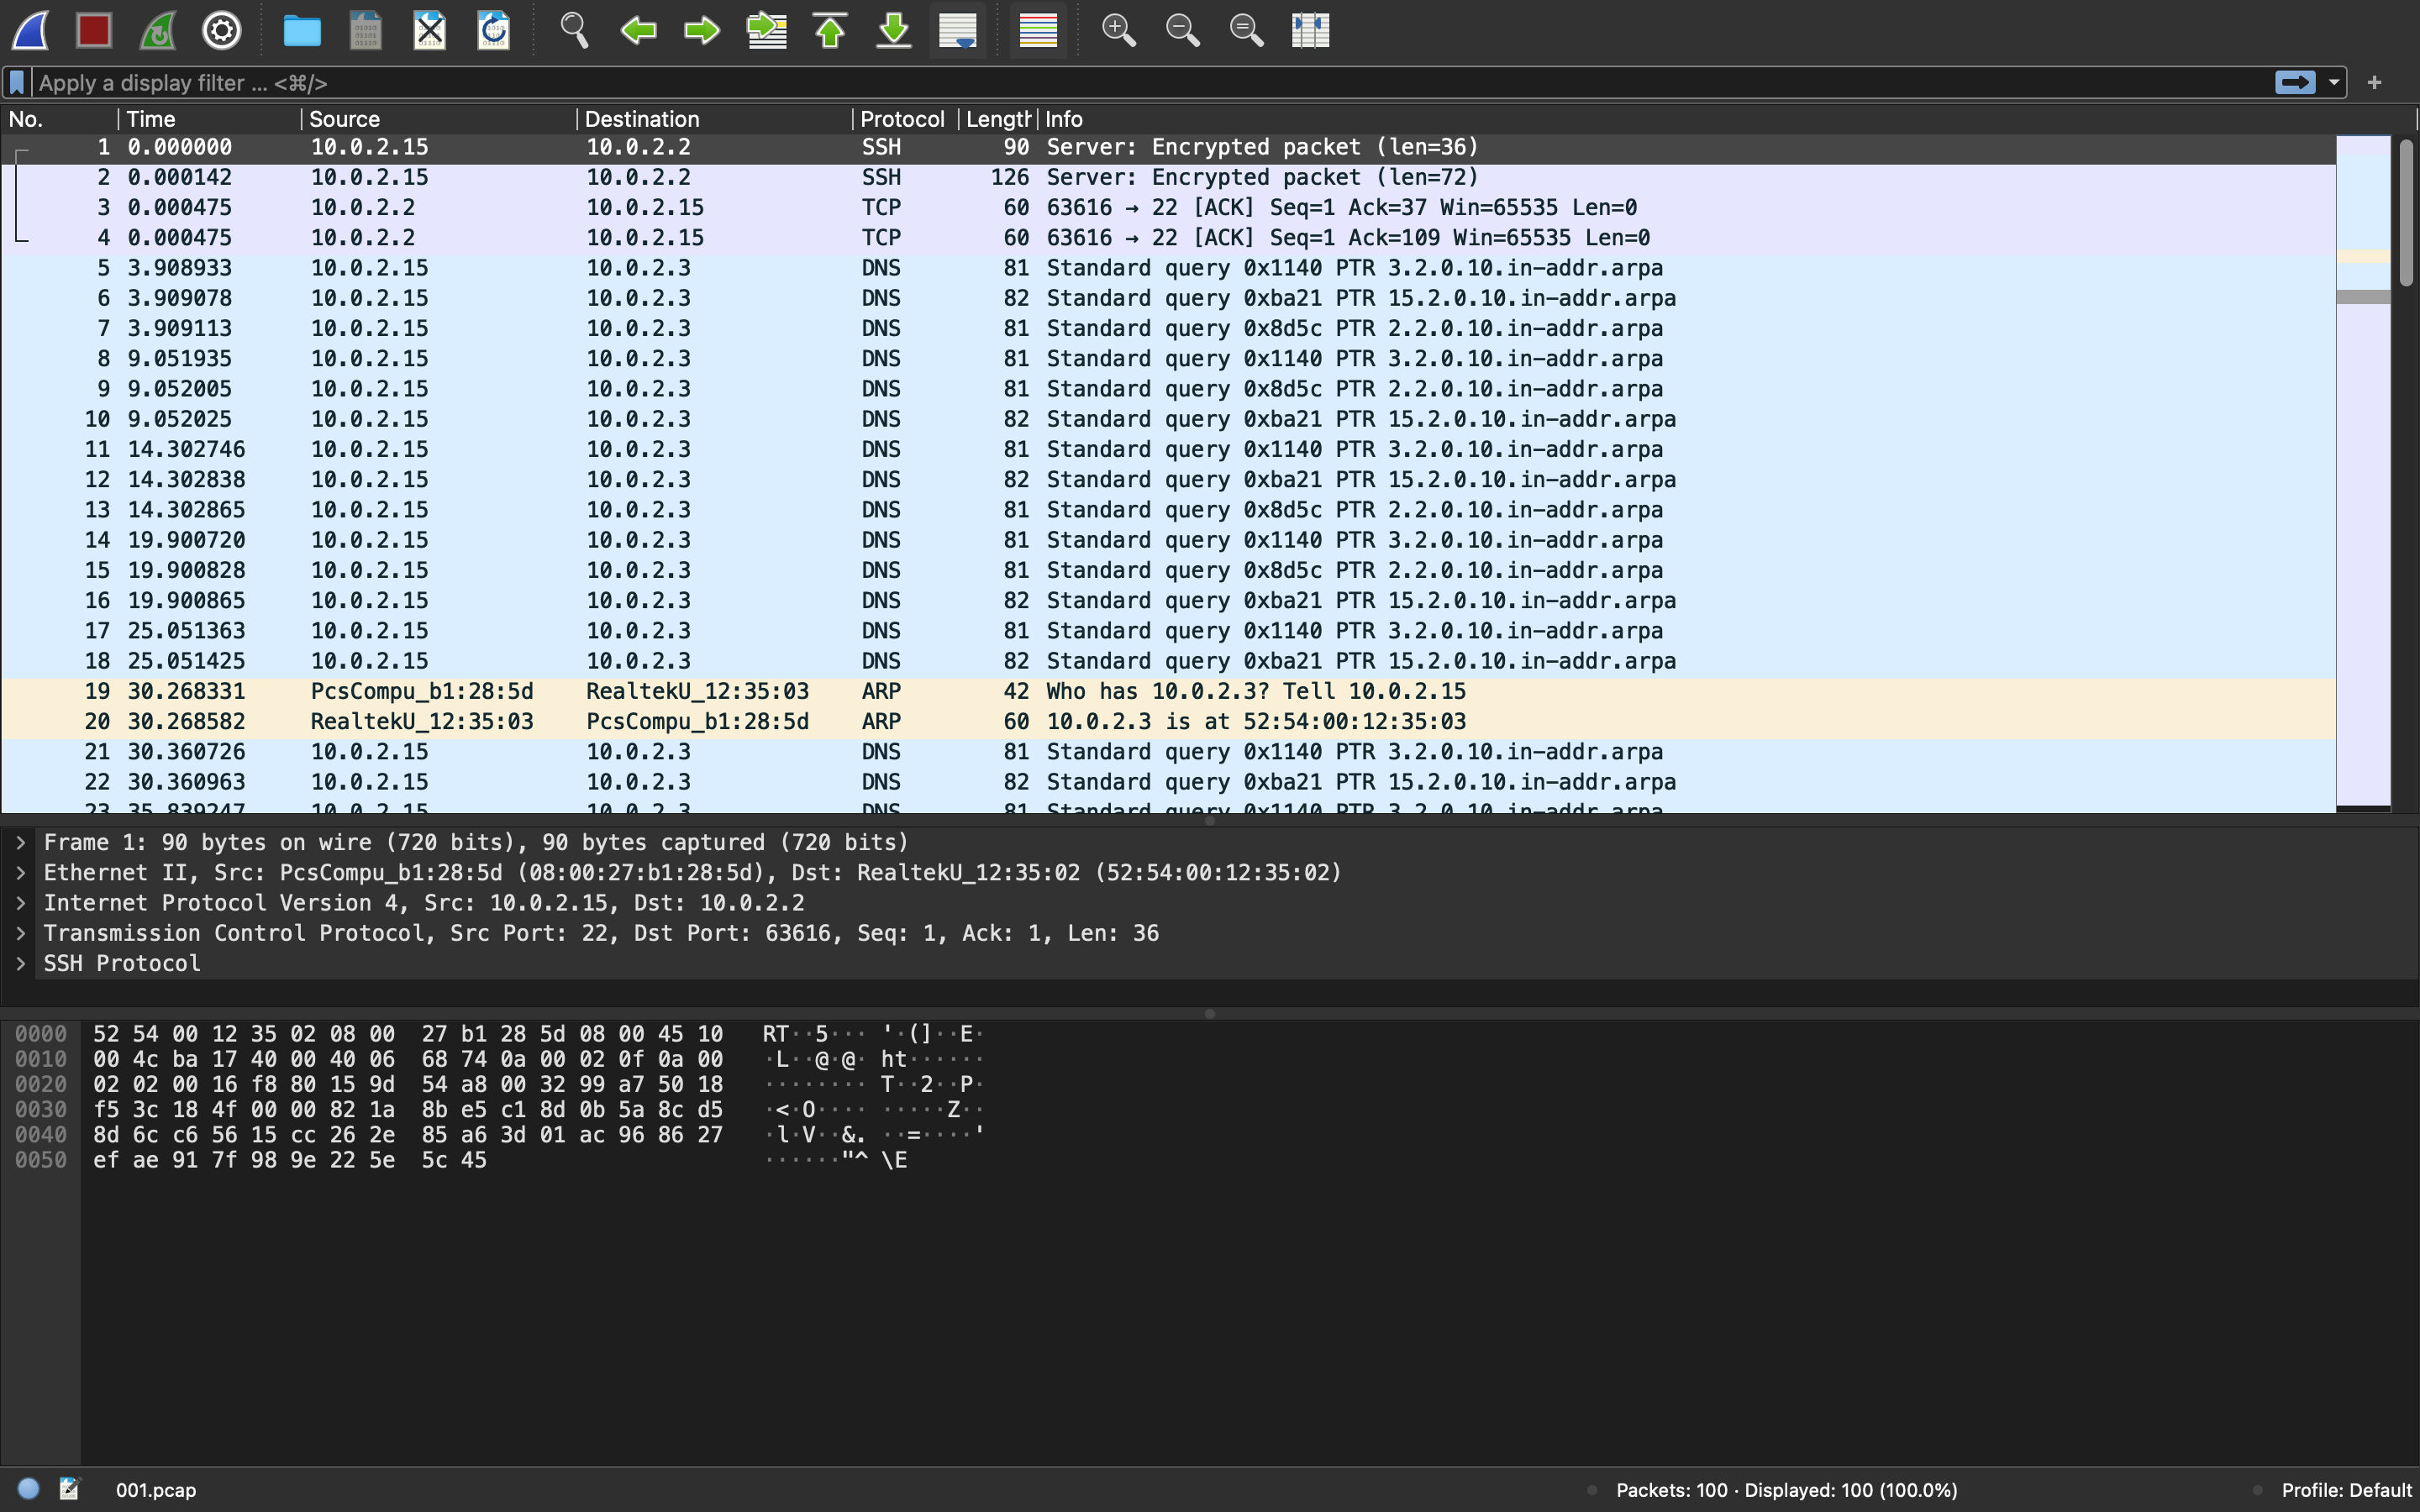 Apply a display filter ... <⌘/>
No. Time Source Destination Protocol Length Info
1 0.000000 10.0.2.15 10.0.2.2 SSH 90 Server: Encrypted packet (len=36)
2 0.000142 10.0.2.15 10.0.2.2 SSH 126 Server: Encrypted packet (len=72)
3 0.000475 10.0.2.2 10.0.2.15 TCP 60 63616 → 22 [ACK] Seq=1 Ack=37 Win=65535 Len=0
4 0.000475 10.0.2.2 10.0.2.15 TCP 60 63616 → 22 [ACK] Seq=1 Ack=109 Win=65535 Len=0
5 3.908933 10.0.2.15 10.0.2.3 DNS 81 Standard query 0x1140 PTR 3.2.0.10.in-addr.arpa
6 3.909078 10.0.2.15 10.0.2.3 DNS 82 Standard query 0xba21 PTR 15.2.0.10.in-addr.arpa
7 3.909113 10.0.2.15 10.0.2.3 DNS 81 Standard query 0x8d5c PTR 2.2.0.10.in-addr.arpa
8 9.051935 10.0.2.15 10.0.2.3 DNS 81 Standard query 0x1140 PTR 3.2.0.10.in-addr.arpa
9 9.052005 10.0.2.15 10.0.2.3 DNS 81 Standard query 0x8d5c PTR 2.2.0.10.in-addr.arpa
10 9.052025 10.0.2.15 10.0.2.3 DNS 82 Standard query 0xba21 PTR 15.2.0.10.in-addr.arpa
11 14.302746 10.0.2.15 10.0.2.3 DNS 81 Standard query 0x1140 PTR 3.2.0.10.in-addr.arpa
12 14.302838 10.0.2.15 10.0.2.3 DNS 82 Standard query 0xba21 PTR 15.2.0.10.in-addr.arpa
13 14.302865 10.0.2.15 10.0.2.3 DNS 81 Standard query 0x8d5c PTR 2.2.0.10.in-addr.arpa
14 19.900720 10.0.2.15 10.0.2.3 DNS 81 Standard query 0x1140 PTR 3.2.0.10.in-addr.arpa
15 19.900828 10.0.2.15 10.0.2.3 DNS 81 Standard query 0x8d5c PTR 2.2.0.10.in-addr.arpa
16 19.900865 10.0.2.15 10.0.2.3 DNS 82 Standard query 0xba21 PTR 15.2.0.10.in-addr.arpa
17 25.051363 10.0.2.15 10.0.2.3 DNS 81 Standard query 0x1140 PTR 3.2.0.10.in-addr.arpa
18 25.051425 10.0.2.15 10.0.2.3 DNS 82 Standard query 0xba21 PTR 15.2.0.10.in-addr.arpa
19 30.268331 PcsCompu_b1:28:5d RealtekU_12:35:03 ARP 42 Who has 10.0.2.3? Tell 10.0.2.15
20 30.268582 RealtekU_12:35:03 PcsCompu_b1:28:5d ARP 60 10.0.2.3 is at 52:54:00:12:35:03
21 30.360726 10.0.2.15 10.0.2.3 DNS 81 Standard query 0x1140 PTR 3.2.0.10.in-addr.arpa
22 30.360963 10.0.2.15 10.0.2.3 DNS 82 Standard query 0xba21 PTR 15.2.0.10.in-addr.arpa
23 35.839247 10.0.2.15 10.0.2.3 DNS 81 Standard query 0x1140 PTR 3.2.0.10.in-addr.arpa
Frame 1: 90 bytes on wire (720 bits), 90 bytes captured (720 bits)
Ethernet II, Src: PcsCompu_b1:28:5d (08:00:27:b1:28:5d), Dst: RealtekU_12:35:02 (52:54:00:12:35:02)
Internet Protocol Version 4, Src: 10.0.2.15, Dst: 10.0.2.2
Transmission Control Protocol, Src Port: 22, Dst Port: 63616, Seq: 1, Ack: 1, Len: 36
SSH Protocol
0000 52 54 00 12 35 02 08 00 27 b1 28 5d 08 00 45 10 RT··5··· '·(]··E·
0010 00 4c ba 17 40 00 40 06 68 74 0a 00 02 0f 0a 00 ·L··@·@· ht······
0020 02 02 00 16 f8 80 15 9d 54 a8 00 32 99 a7 50 18 ········ T··2··P·
0030 f5 3c 18 4f 00 00 82 1a 8b e5 c1 8d 0b 5a 8c d5 ·<·O···· ·····Z··
0040 8d 6c c6 56 15 cc 26 2e 85 a6 3d 01 ac 96 86 27 ·l·V··&. ··=····'
0050 ef ae 91 7f 98 9e 22 5e 5c 45 ······"^ \E
001.pcap Packets: 100 · Displayed: 100 (100.0%) Profile: Default